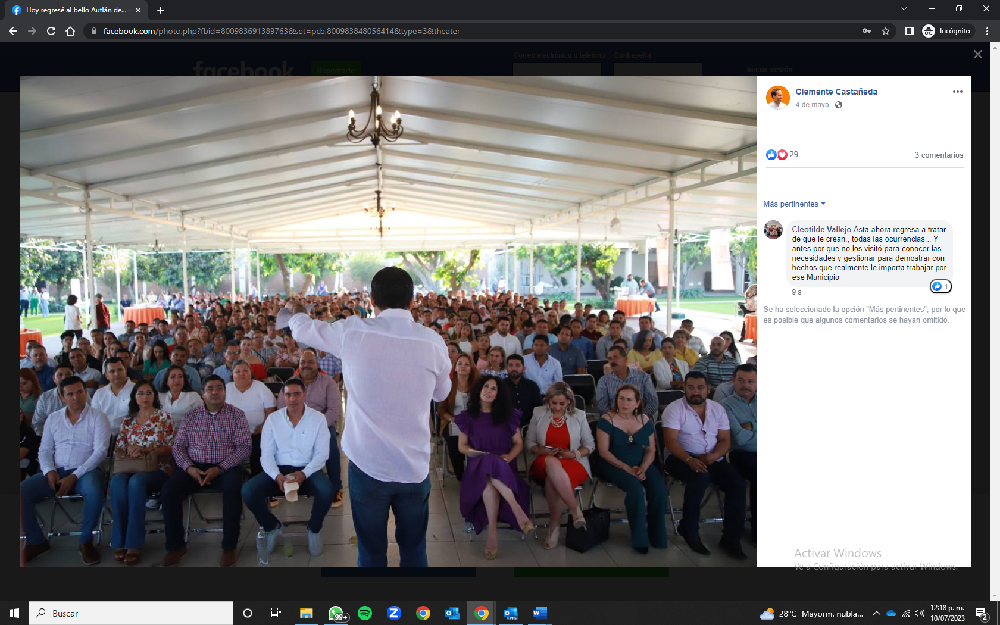 Hoy regresé al bello Autlán de...
facebook.com/photo.php?fbid=800983691389763&set=pcb.800983848056414&type=3&theater
Incógnito
facebook
Registrarte
Correo electrónico o teléfono
Contraseña
Iniciar sesión
Clemente Castañeda
4 de mayo ·
29
3 comentarios
Más pertinentes
Cleotilde Vallejo Asta ahora regresa a tratar
de que le crean., todas las ocurrencias... Y
antes por que no los visitó para conocer las
necesidades y gestionar para demostrar con
hechos que realmente le importa trabajar por
ese Municipio
1
9 s
Se ha seleccionado la opción "Más pertinentes", por lo que
es posible que algunos comentarios se hayan omitido.
Activar Windows
Ve a Configuración para activar Windows.
Buscar
99+
PRE
28°C Mayorm. nubla...
12:18 p. m.
10/07/2023
2